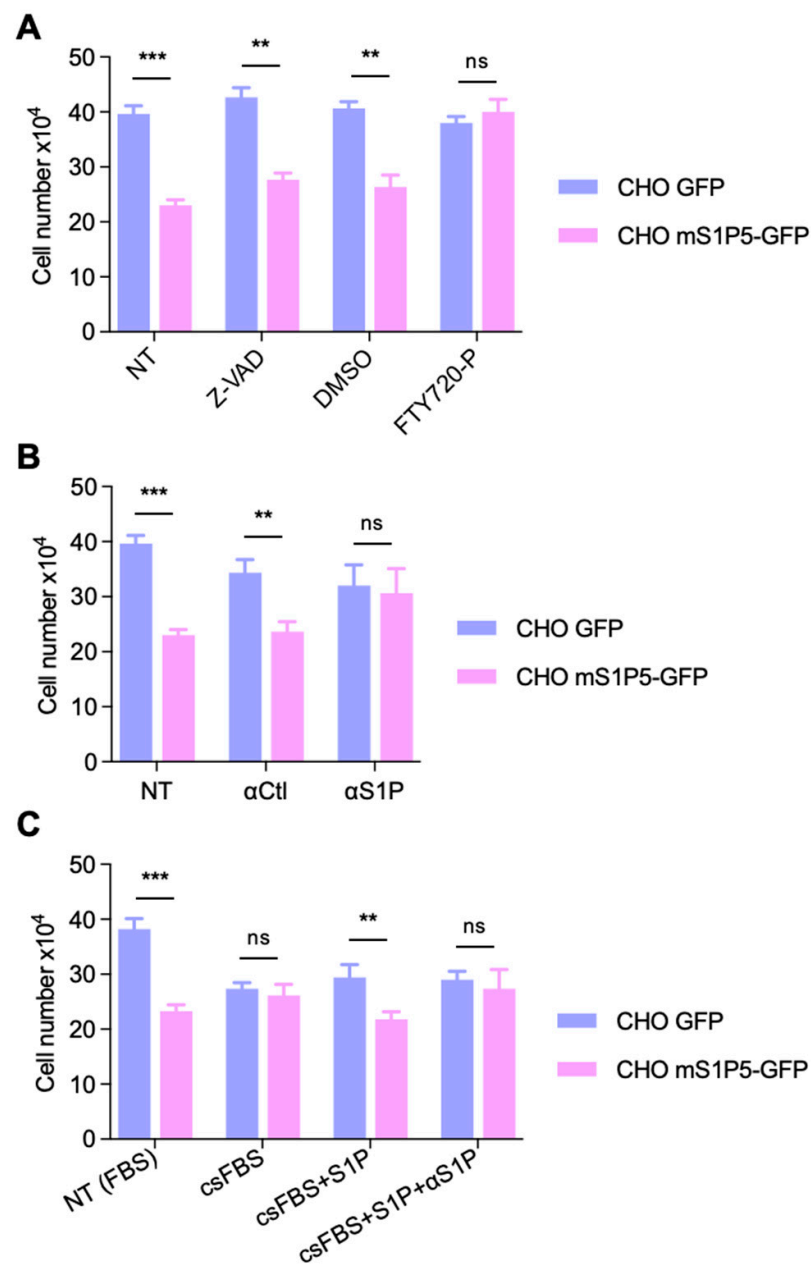 A
Cell number x10⁴
50
40
30
20
10
0
***
**
**
ns
NT
Z-VAD
DMSO
FTY720-P
CHO GFP
CHO mS1P5-GFP
B
Cell number x10⁴
50
40
30
20
10
0
***
**
ns
NT
αCtl
αS1P
CHO GFP
CHO mS1P5-GFP
C
Cell number x10⁴
50
40
30
20
10
0
***
ns
**
ns
NT (FBS)
csFBS
csFBS+S1P
csFBS+S1P+αS1P
CHO GFP
CHO mS1P5-GFP